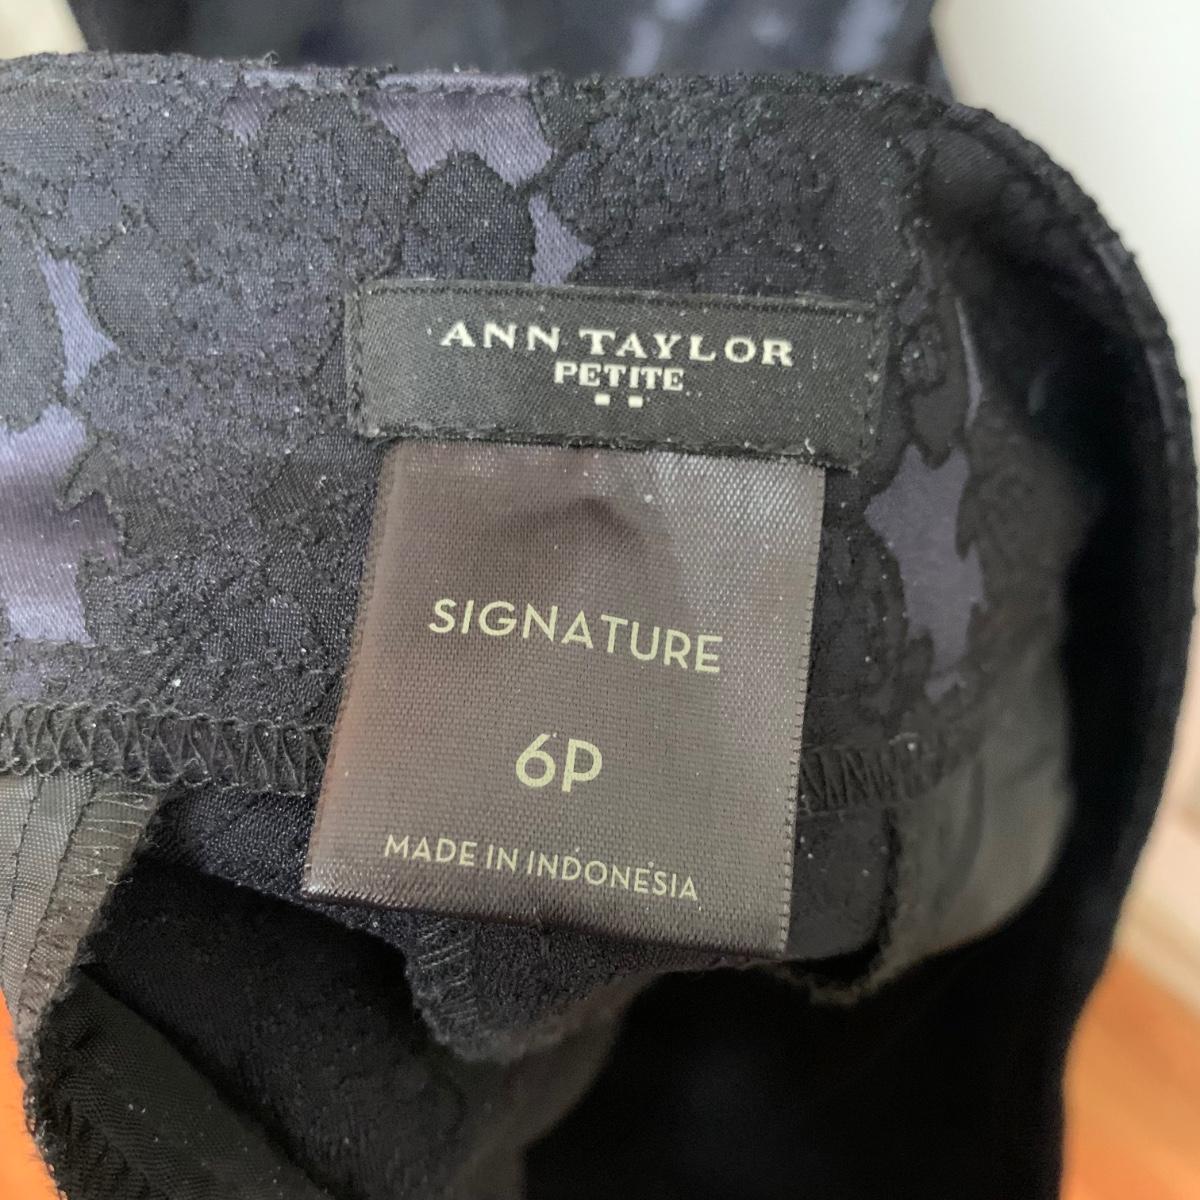 ANN TAYLOR
PETITE
SIGNATURE
6P
MADE IN INDONESIA